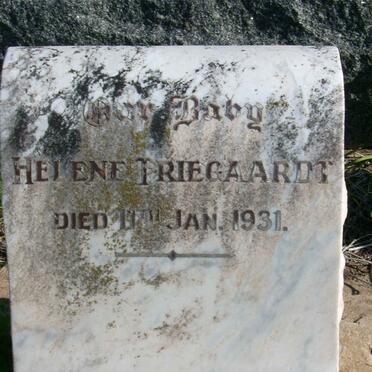 Our Baby
HELENE TRIEGAARDT
DIED 11TH JAN. 1931.